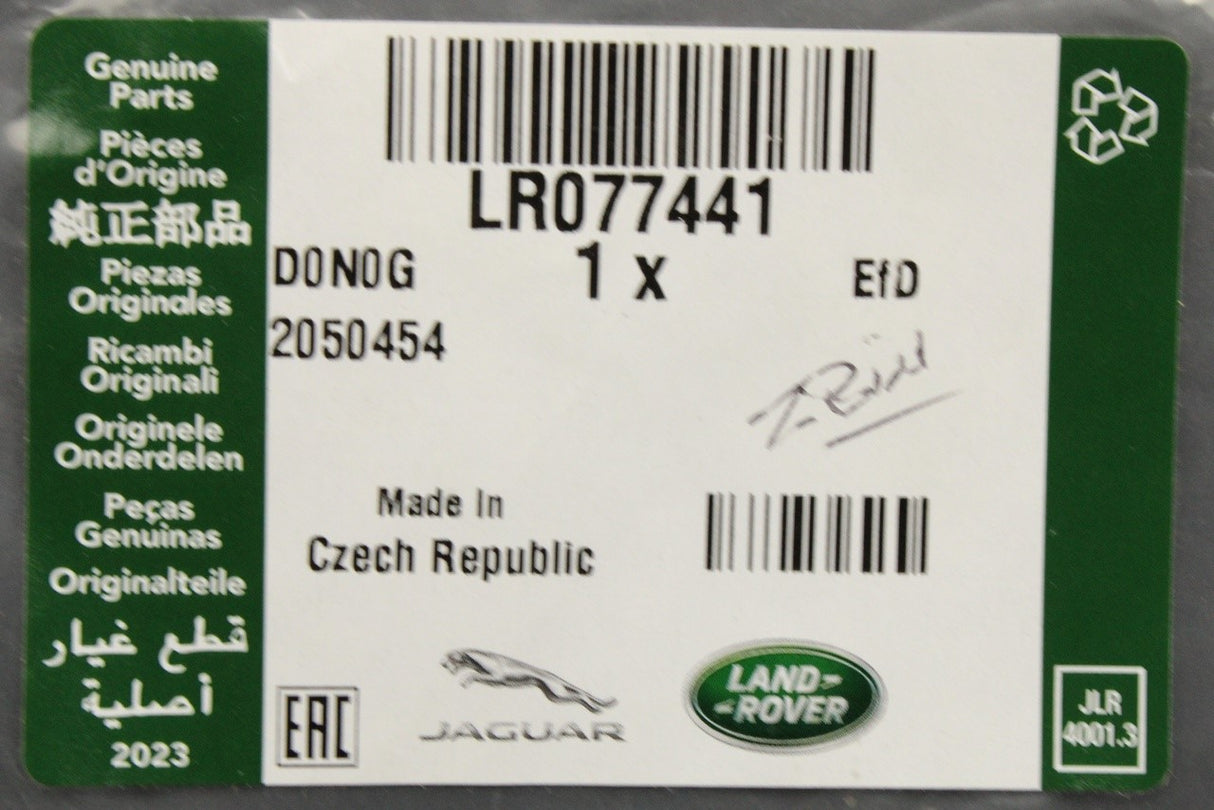 Genuine
Parts
Pièces
d'Origine
純正部品
Piezas
Originales
Ricambi
Originali
Originele
Onderdelen
Peças
Genuinas
Originalteile
قطع غيار
أصلية
2023
LR077441
D0N0G 1 x EfD
2050454
Made In
Czech Republic
EAC
JAGUAR
LAND-
-ROVER
JLR
4001.3